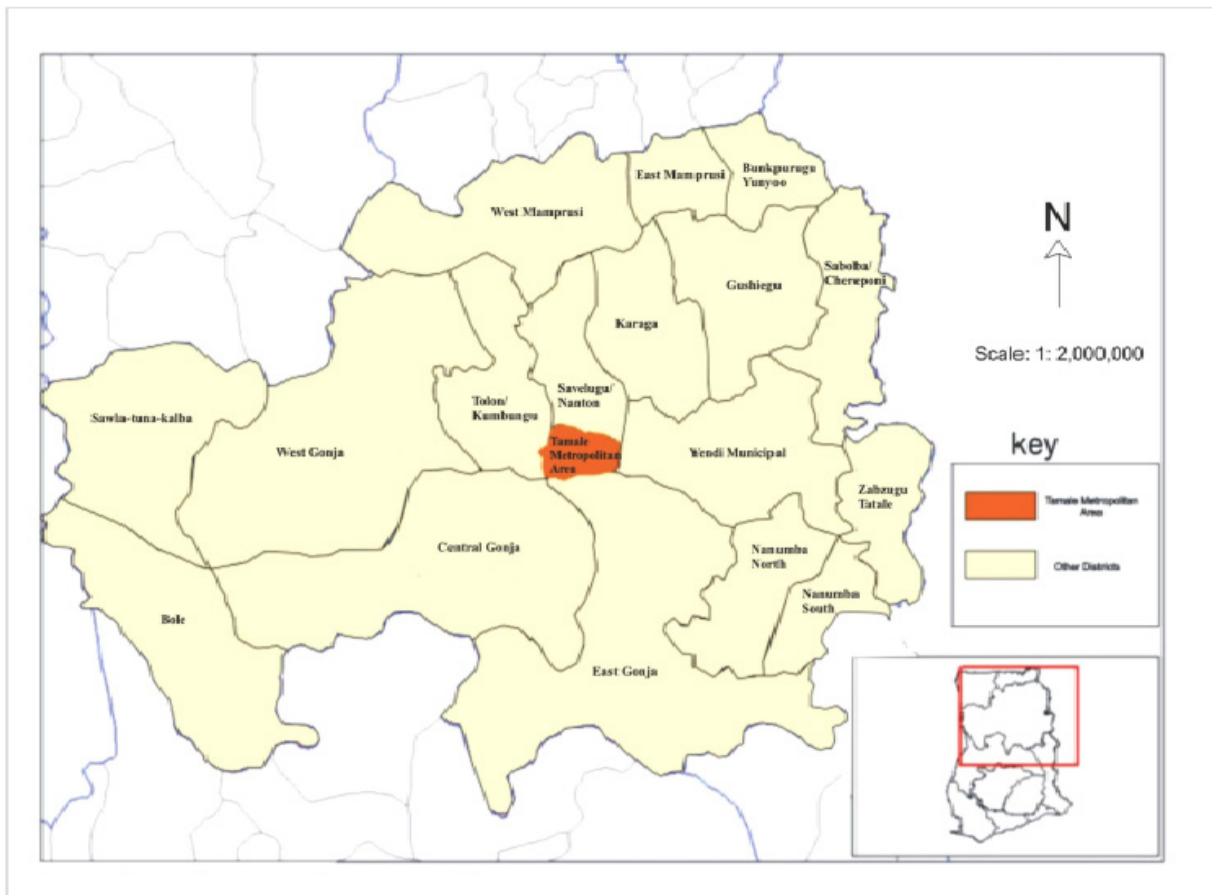 Bunkpurugu
Yunyoo
East Mamprusi
West Mamprusi
N
Sabolba/
Cheruponi
Gushiegu
Karaga
Scale: 1: 2,000,000
Savelugu/
Nanton
Tolon/
Kumbungu
Sawla-tuna-kalba
West Gonja
Tamale
Metropolitan
Area
Yendi Municipal
key
Zabzugu
Tatale
Tamale Metropolitan
Area
Central Gonja
Nanumba
North
Other Districts
Nanumba
South
Bole
East Gonja